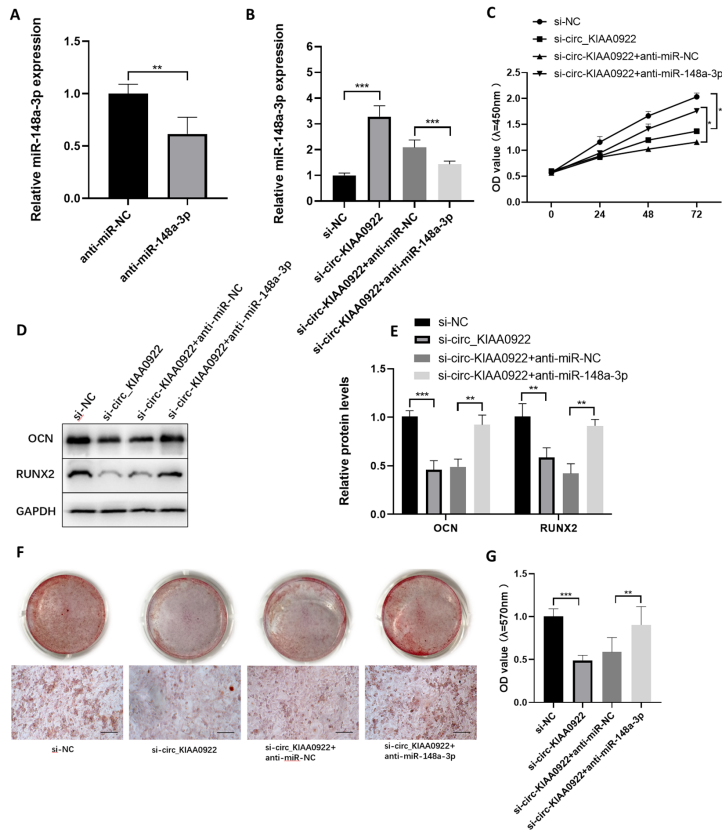 A
Relative miR-148a-3p expression
1.5
1.0
0.5
0.0
**
anti-miR-NC
anti-miR-148a-3p
B
Relative miR-148a-3p expression
6
5
4
3
2
1
0
***
***
si-NC
si-circ-KIAA0922
si-circ-KIAA0922+anti-miR-NC
si-circ-KIAA0922+anti-miR-148a-3p
C
si-NC
si-circ_KIAA0922
si-circ-KIAA0922+anti-miR-NC
si-circ-KIAA0922+anti-miR-148a-3p
OD value (λ=450nm)
2.5
2.0
1.5
1.0
0.5
0.0
0
24
48
72
*
*
D
si-NC
si-circ_KIAA0922
si-circ-KIAA0922+anti-miR-NC
si-circ-KIAA0922+anti-miR-148a-3p
OCN
RUNX2
GAPDH
E
si-NC
si-circ_KIAA0922
si-circ-KIAA0922+anti-miR-NC
si-circ-KIAA0922+anti-miR-148a-3p
Relative protein levels
1.5
1.0
0.5
0.0
***
**
**
**
OCN
RUNX2
F
si-NC
si-circ_KIAA0922
si-circ_KIAA0922+
anti-miR-NC
si-circ_KIAA0922+
anti-miR-148a-3p
G
OD value (λ=570nm)
1.5
1.0
0.5
0.0
***
**
si-NC
si-circ-KIAA0922
si-circ-KIAA0922+anti-miR-NC
si-circ-KIAA0922+anti-miR-148a-3p